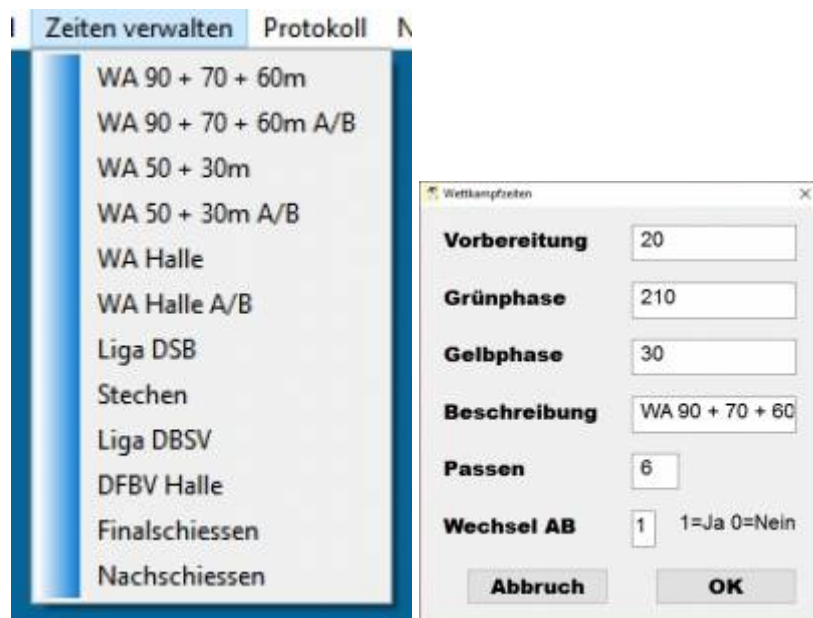 Zeiten verwalten Protokoll
WA 90 + 70 + 60m
WA 90 + 70 + 60m A/B
WA 50 + 30m
WA 50 + 30m A/B
WA Halle
WA Halle A/B
Liga DSB
Stechen
Liga DBSV
DFBV Halle
Finalschiessen
Nachschiessen
Wettkampfzeiten
Vorbereitung 20
Grünphase 210
Gelbphase 30
Beschreibung WA 90 + 70 + 60
Passen 6
Wechsel AB 1 1=Ja 0=Nein
Abbruch OK